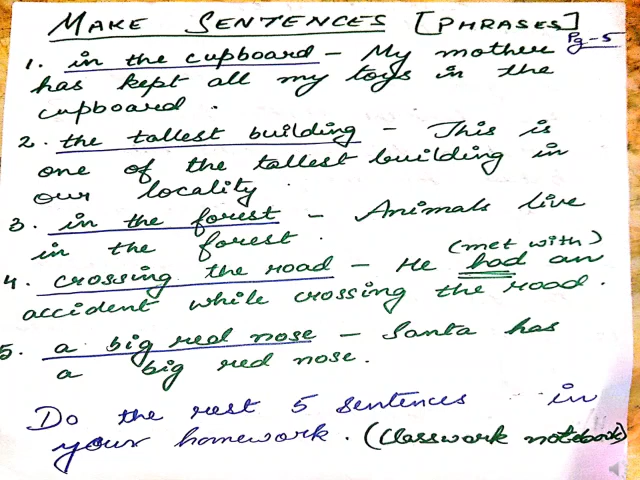 MAKE SENTENCES [PHRASES]
Pg-5
1. in the cupboard - My mother
has kept all my toys in the
cupboard.
2. the tallest building - This is
one of the tallest building in
our locality.
3. in the forest - Animals live
in the forest.
(met with)
4. crossing the road - He had an
accident while crossing the road.
5. a big red nose - Santa has
a big red nose.
Do the rest 5 sentences in
your homework. (Classwork notebook)